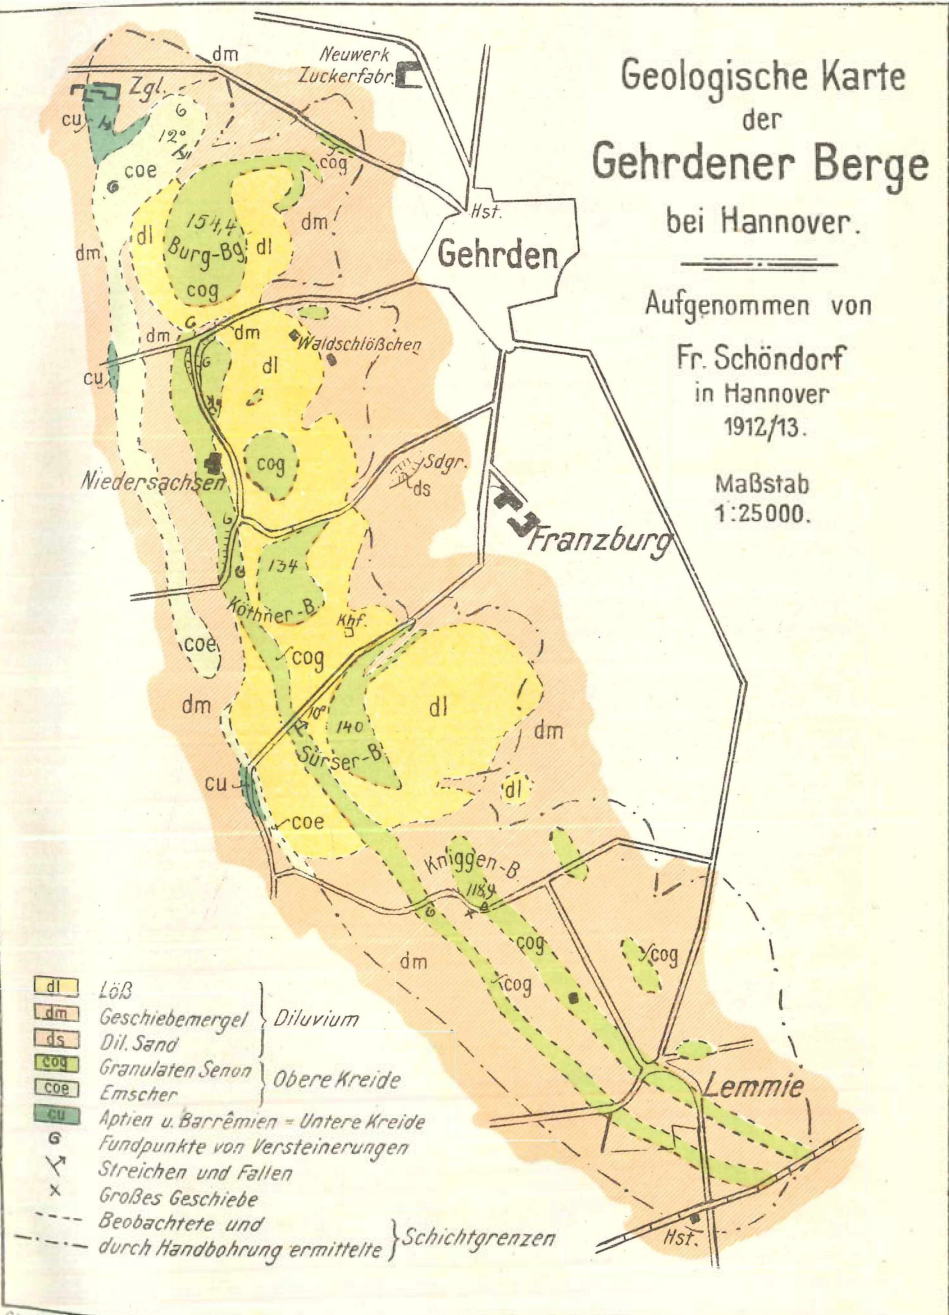 Geologische Karte
der
Gehrdener Berge
bei Hannover.
Aufgenommen von
Fr. Schöndorf
in Hannover
1912/13.
Maßstab
1:25000.
dm
Neuwerk
Zuckerfabr.
Zgl.
cu
12°
coe
cog
154,4
Burg-Bg
cog
dl
dl
dm
dm
Hst.
Gehrden
dm
dm
Waldschlößchen
dl
cu
cog
Niedersachsen
Sdgr.
ds
Franzburg
134
Köthner-B.
Khf.
coe
cog
dm
10°
140
Sürser-B.
dl
dm
cu
dl
coe
Kniggen-B.
118,9
cog
cog
cog
dm
Lemmie
Hst.
dl Löß
dm Geschiebemergel
Diluvium
ds Dil. Sand
cog Granulaten Senon
Obere Kreide
coe Emscher
cu Aptien u. Barrêmien = Untere Kreide
Fundpunkte von Versteinerungen
Streichen und Fallen
Großes Geschiebe
Beobachtete und
durch Handbohrung ermittelte
Schichtgrenzen